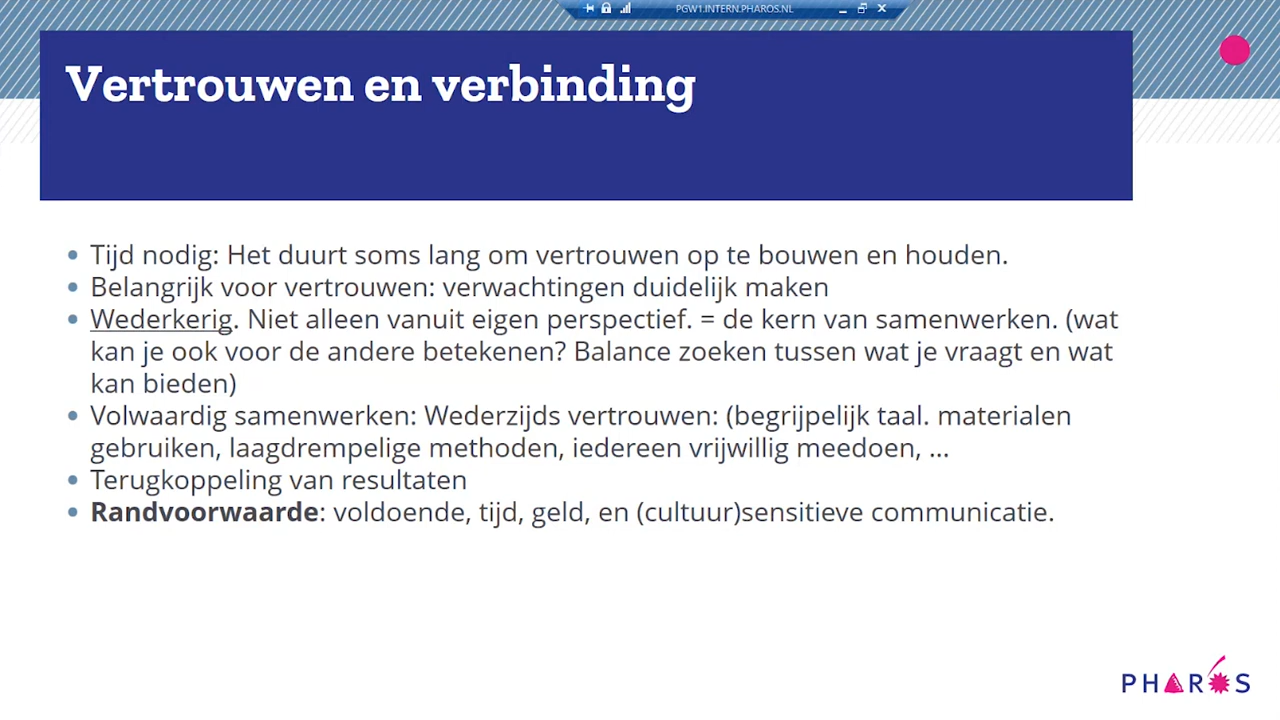 PGW1.INTERN.PHAROS.NL
Vertrouwen en verbinding
• Tijd nodig: Het duurt soms lang om vertrouwen op te bouwen en houden.
• Belangrijk voor vertrouwen: verwachtingen duidelijk maken
• Wederkerig. Niet alleen vanuit eigen perspectief. = de kern van samenwerken. (wat
kan je ook voor de andere betekenen? Balance zoeken tussen wat je vraagt en wat
kan bieden)
• Volwaardig samenwerken: Wederzijds vertrouwen: (begrijpelijk taal. materialen
gebruiken, laagdrempelige methoden, iedereen vrijwillig meedoen, ...
• Terugkoppeling van resultaten
• Randvoorwaarde: voldoende, tijd, geld, en (cultuur)sensitieve communicatie.
PHAROS